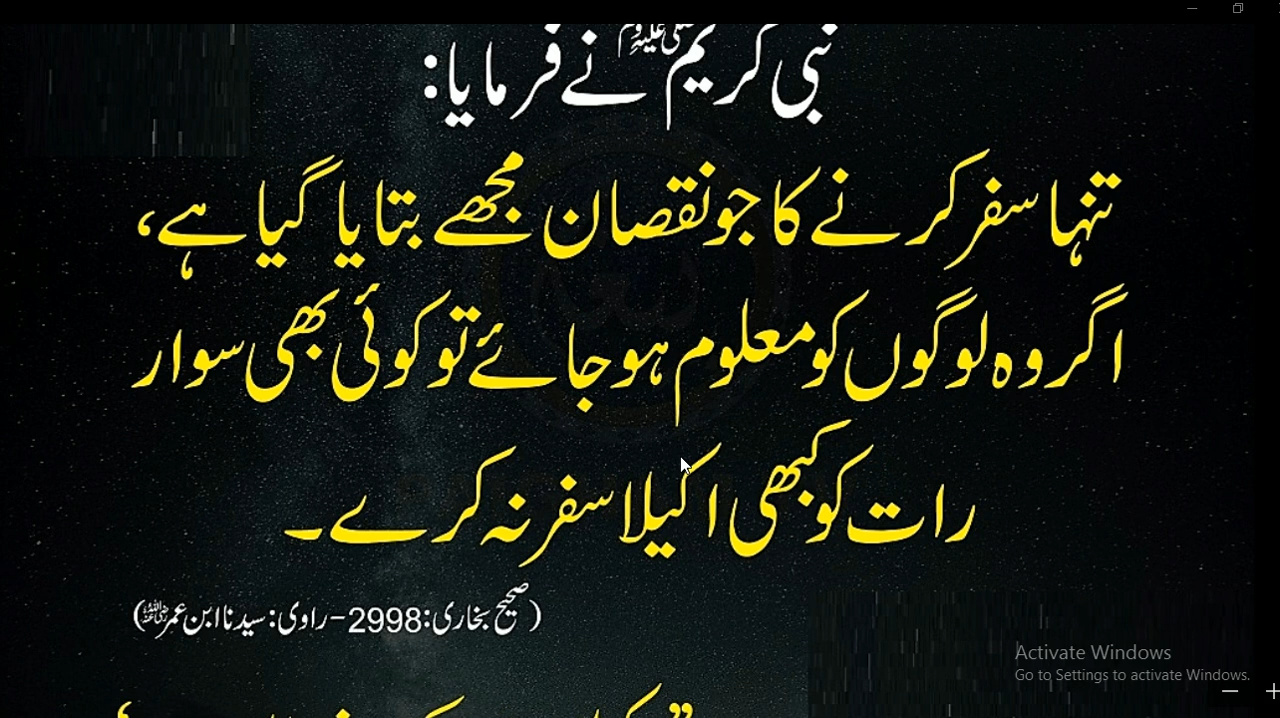 نبی کریم ﷺ نے فرمایا:
تنہا سفر کرنے کا جو نقصان مجھے بتایا گیا ہے،
اگر وہ لوگوں کو معلوم ہو جائے تو کوئی بھی سوار
رات کو کبھی اکیلا سفر نہ کرے۔
(صحیح بخاری: 2998 - راوی: سیدنا ابن عمر رضی اللہ عنہ)
Activate Windows
Go to Settings to activate Windows.